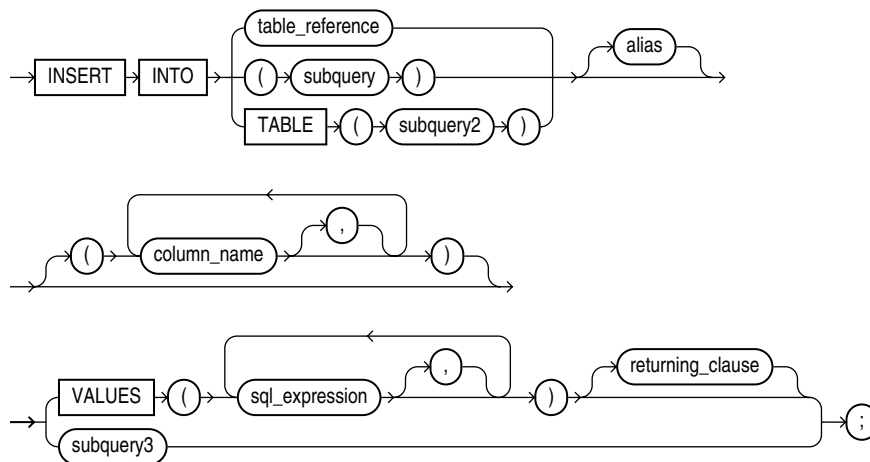 table_reference
alias
INSERT INTO ( subquery )
TABLE ( subquery2 )
,
( column_name )
,
returning_clause
VALUES ( sql_expression )
subquery3 ;